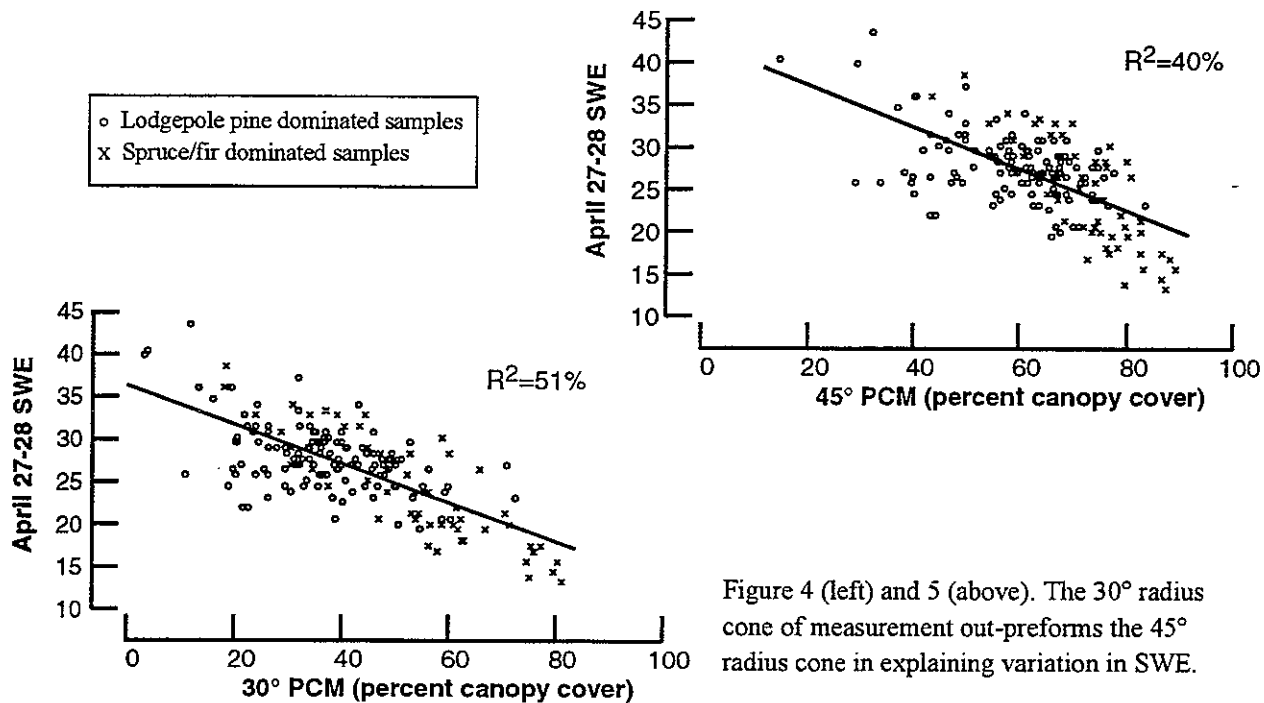 45
40
35
30
25
20
15
10
April 27-28 SWE
R²=40%
0 20 40 60 80 100
45° PCM (percent canopy cover)
o Lodgepole pine dominated samples
x Spruce/fir dominated samples
45
40
35
30
25
20
15
10
April 27-28 SWE
R²=51%
0 20 40 60 80 100
30° PCM (percent canopy cover)
Figure 4 (left) and 5 (above). The 30° radius
cone of measurement out-preforms the 45°
radius cone in explaining variation in SWE.